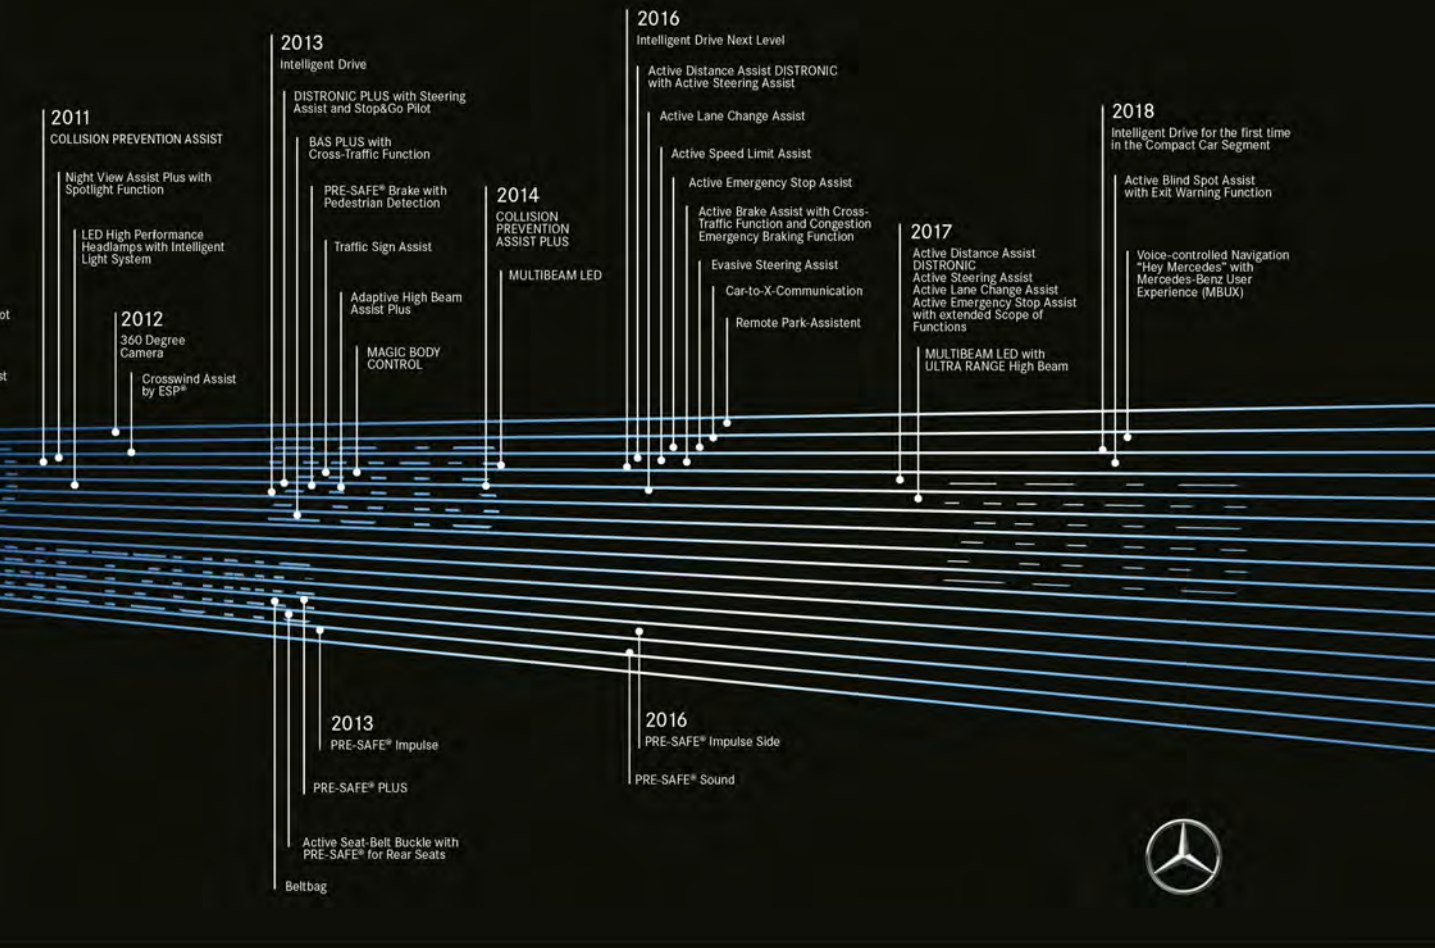 2011
COLLISION PREVENTION ASSIST
Night View Assist Plus with
Spotlight Function
LED High Performance
Headlamps with Intelligent
Light System
ot
st
2012
360 Degree
Camera
Crosswind Assist
by ESP®
2013
Intelligent Drive
DISTRONIC PLUS with Steering
Assist and Stop&Go Pilot
BAS PLUS with
Cross-Traffic Function
PRE-SAFE® Brake with
Pedestrian Detection
Traffic Sign Assist
Adaptive High Beam
Assist Plus
MAGIC BODY
CONTROL
2014
COLLISION
PREVENTION
ASSIST PLUS
MULTIBEAM LED
2016
Intelligent Drive Next Level
Active Distance Assist DISTRONIC
with Active Steering Assist
Active Lane Change Assist
Active Speed Limit Assist
Active Emergency Stop Assist
Active Brake Assist with Cross-
Traffic Function and Congestion
Emergency Braking Function
Evasive Steering Assist
Car-to-X-Communication
Remote Park-Assistent
2017
Active Distance Assist
DISTRONIC
Active Steering Assist
Active Lane Change Assist
Active Emergency Stop Assist
with extended Scope of
Functions
MULTIBEAM LED with
ULTRA RANGE High Beam
2018
Intelligent Drive for the first time
in the Compact Car Segment
Active Blind Spot Assist
with Exit Warning Function
Voice-controlled Navigation
"Hey Mercedes" with
Mercedes-Benz User
Experience (MBUX)
2013
PRE-SAFE® Impulse
PRE-SAFE® PLUS
Active Seat-Belt Buckle with
PRE-SAFE® for Rear Seats
Beltbag
2016
PRE-SAFE® Impulse Side
PRE-SAFE® Sound